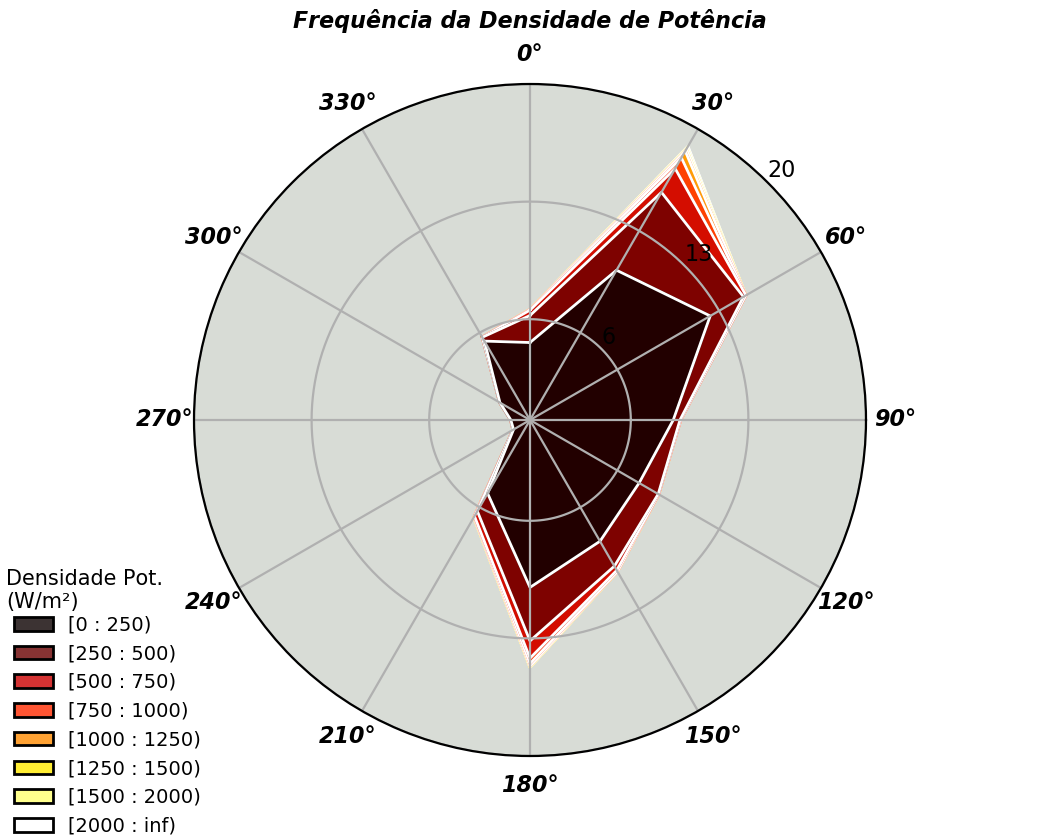 Frequência da Densidade de Potência
0°
330°
30°
20
300°
60°
13
6
270°
90°
240°
120°
210°
150°
180°
Densidade Pot.
(W/m²)
[0 : 250)
[250 : 500)
[500 : 750)
[750 : 1000)
[1000 : 1250)
[1250 : 1500)
[1500 : 2000)
[2000 : inf)